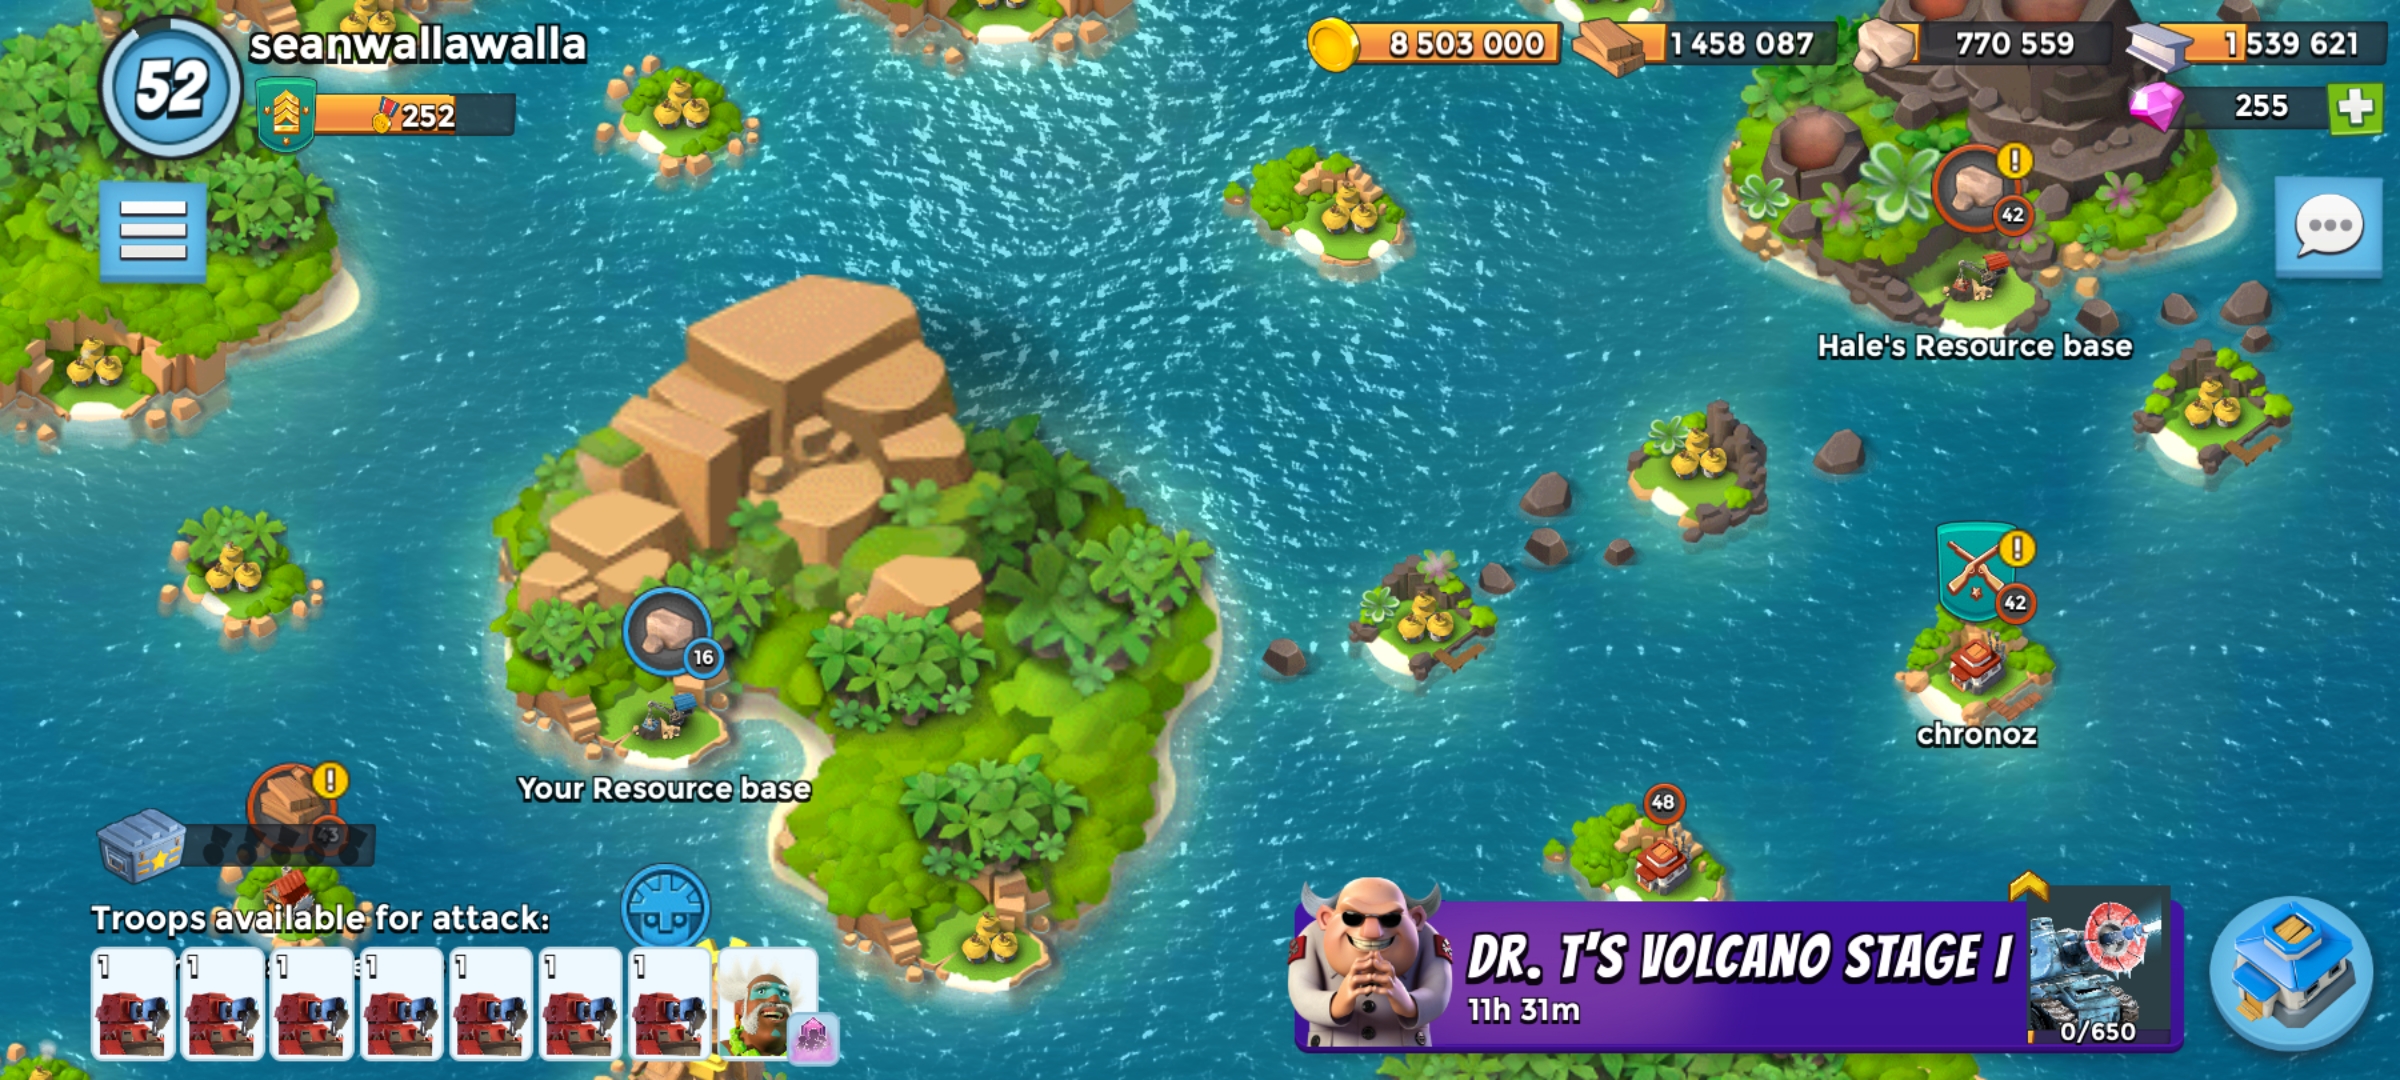 52
seanwallawalla
252
8 503 000
1 458 087
770 559
1 539 621
255
!
42
Hale's Resource base
!
42
chronoz
16
Your Resource base
!
43
48
Troops available for attack:
1 1 1 1 1 1 1
DR. T'S VOLCANO STAGE I
11h 31m
0/650